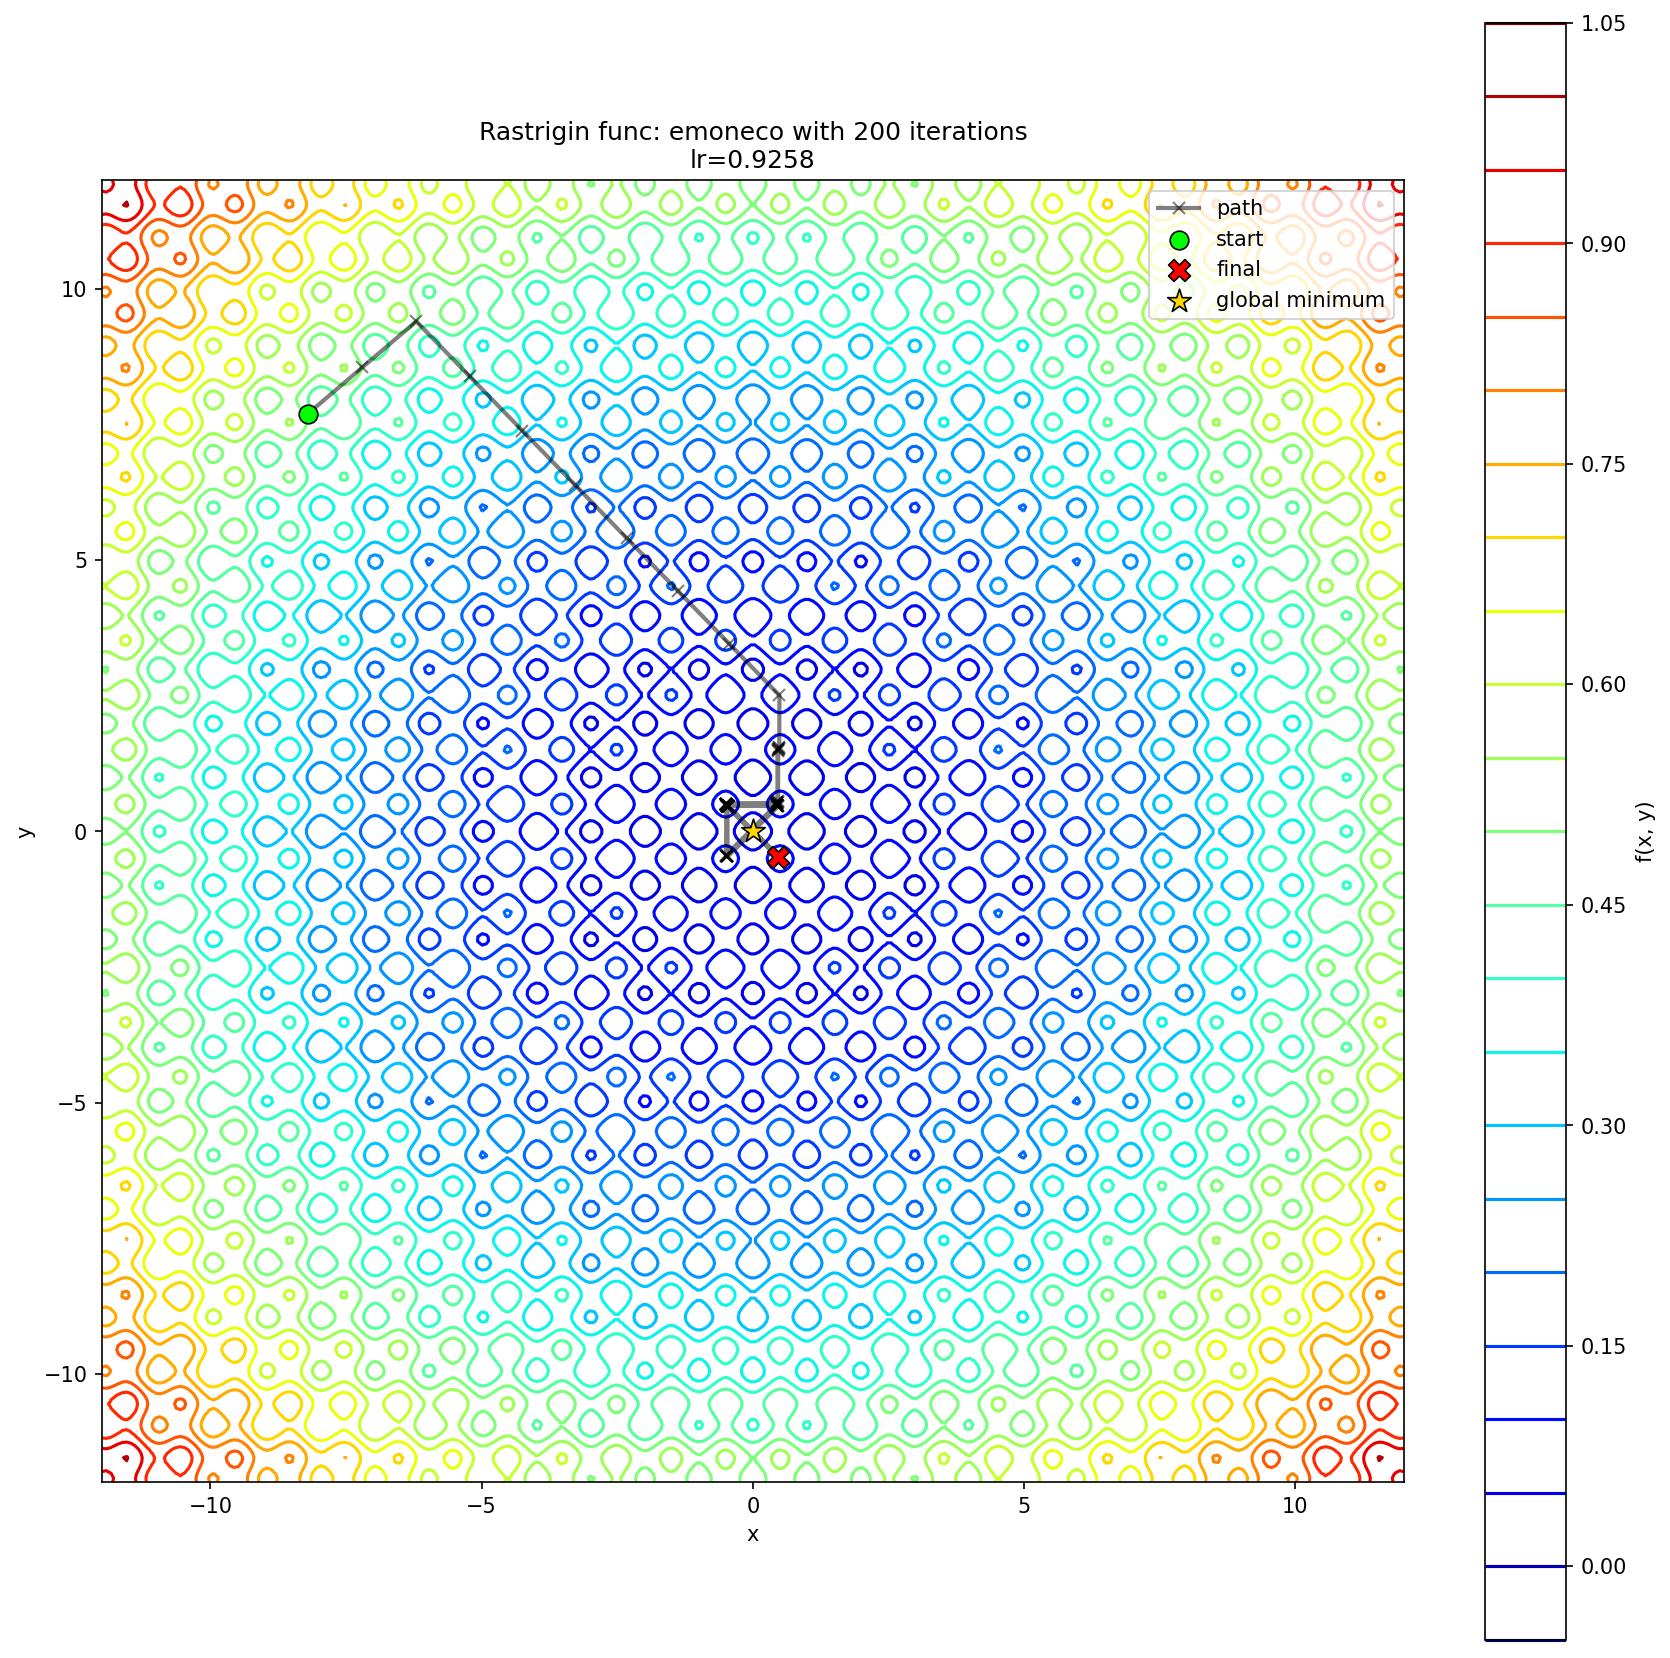 Rastrigin func: emoneco with 200 iterations
lr=0.9258
path
start
final
global minimum
10
5
0
−5
−10
y
−10
−5
0
5
10
x
1.05
0.90
0.75
0.60
0.45
0.30
0.15
0.00
f(x, y)